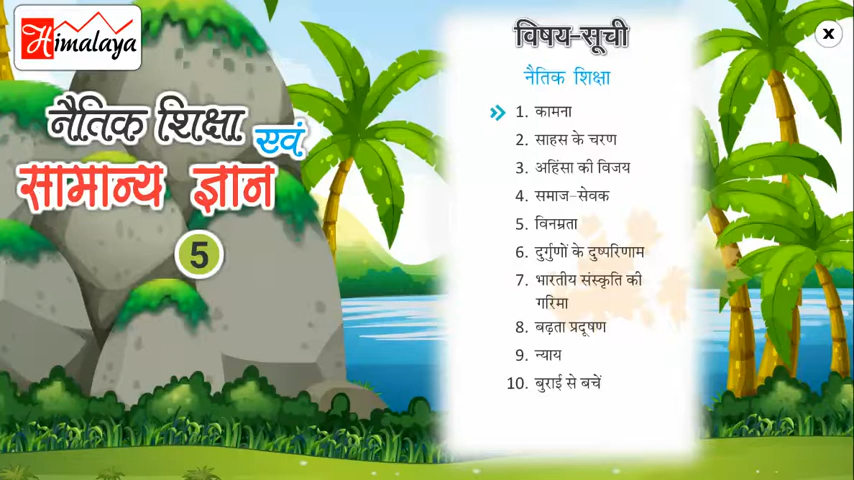 Himalaya
नैतिक शिक्षा एवं
सामान्य ज्ञान
5
विषय-सूची
नैतिक शिक्षा
1. कामना
2. साहस के चरण
3. अहिंसा की विजय
4. समाज-सेवक
5. विनम्रता
6. दुर्गुणों के दुष्परिणाम
7. भारतीय संस्कृति की
गरिमा
8. बढ़ता प्रदूषण
9. न्याय
10. बुराई से बचें
x